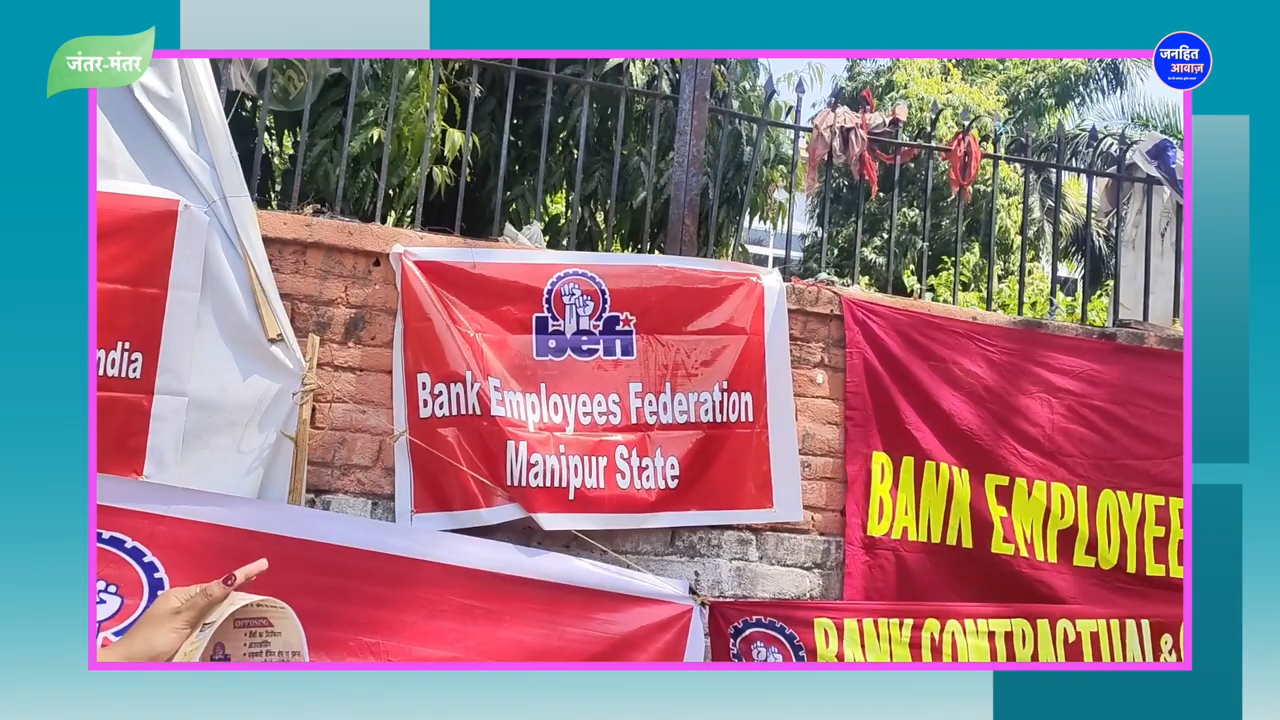 जंतर-मंतर
जनहित
आवाज़
ndia
befi
Bank Employees Federation
Manipur State
BANK EMPLOYEE
BANK CONTRACTUAL &
OPPOSING